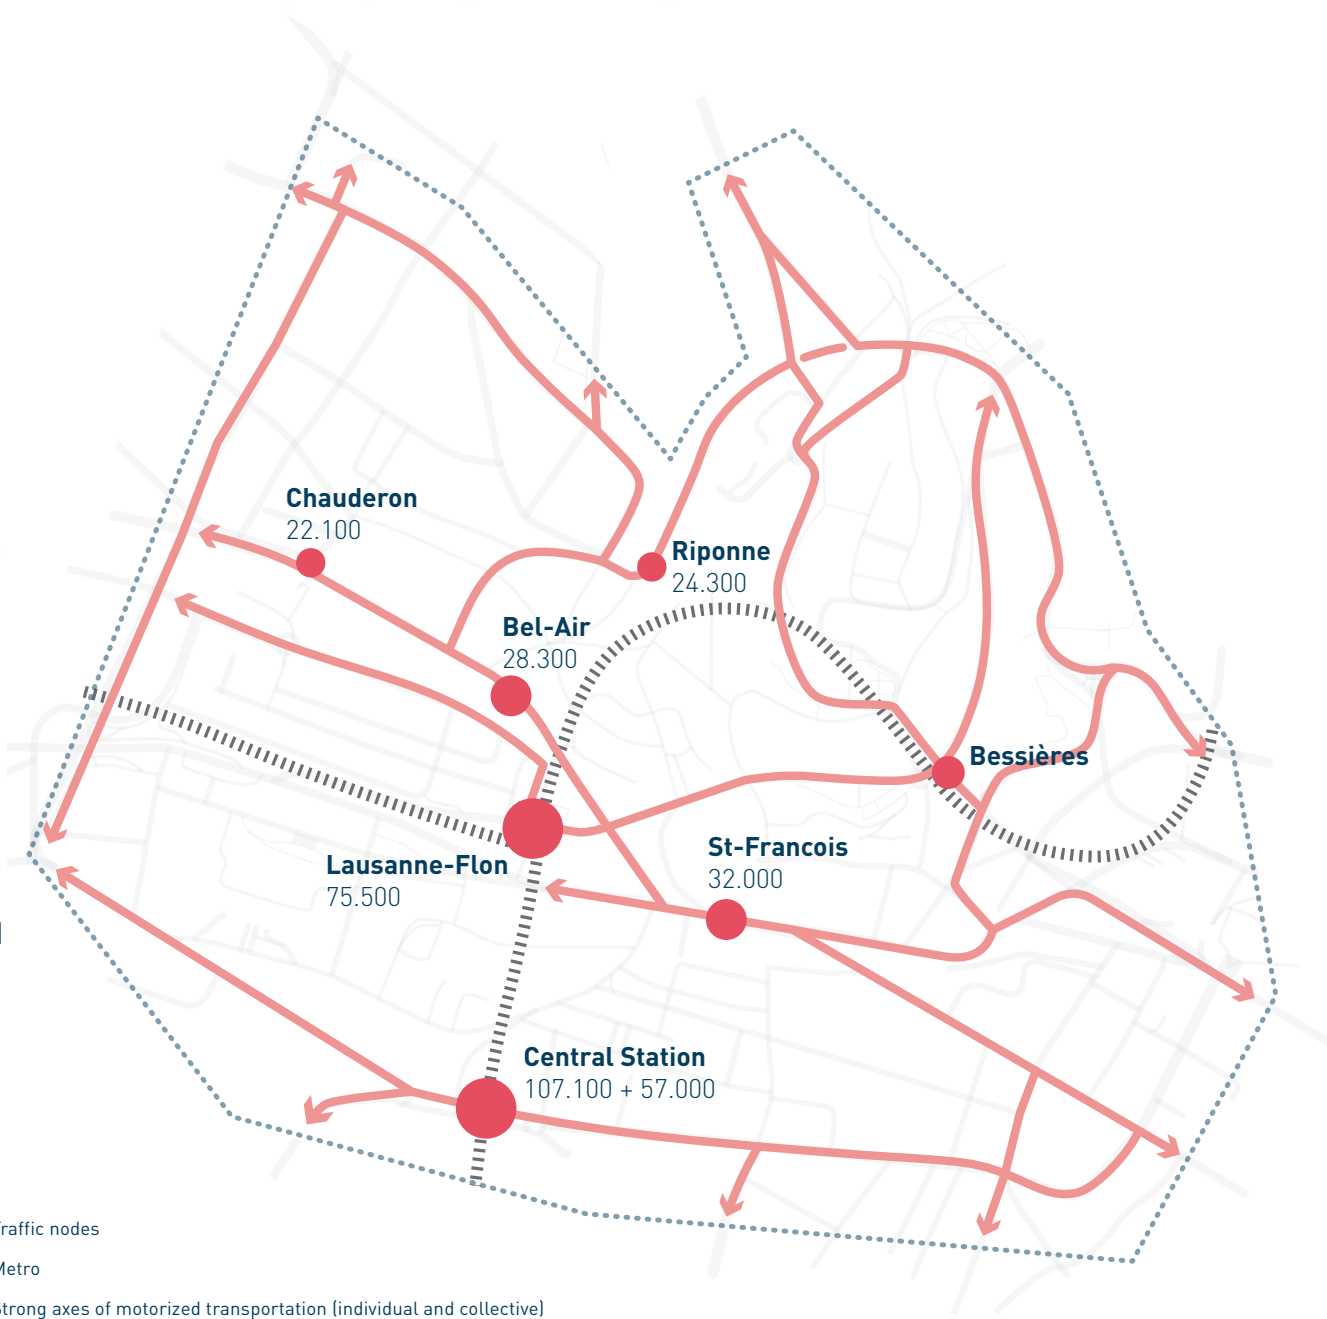 Chauderon
22.100
Riponne
24.300
Bel-Air
28.300
Bessières
St-Francois
32.000
Lausanne-Flon
75.500
Central Station
107.100 + 57.000
raffic nodes
Metro
Strong axes of motorized transportation (individual and collective)